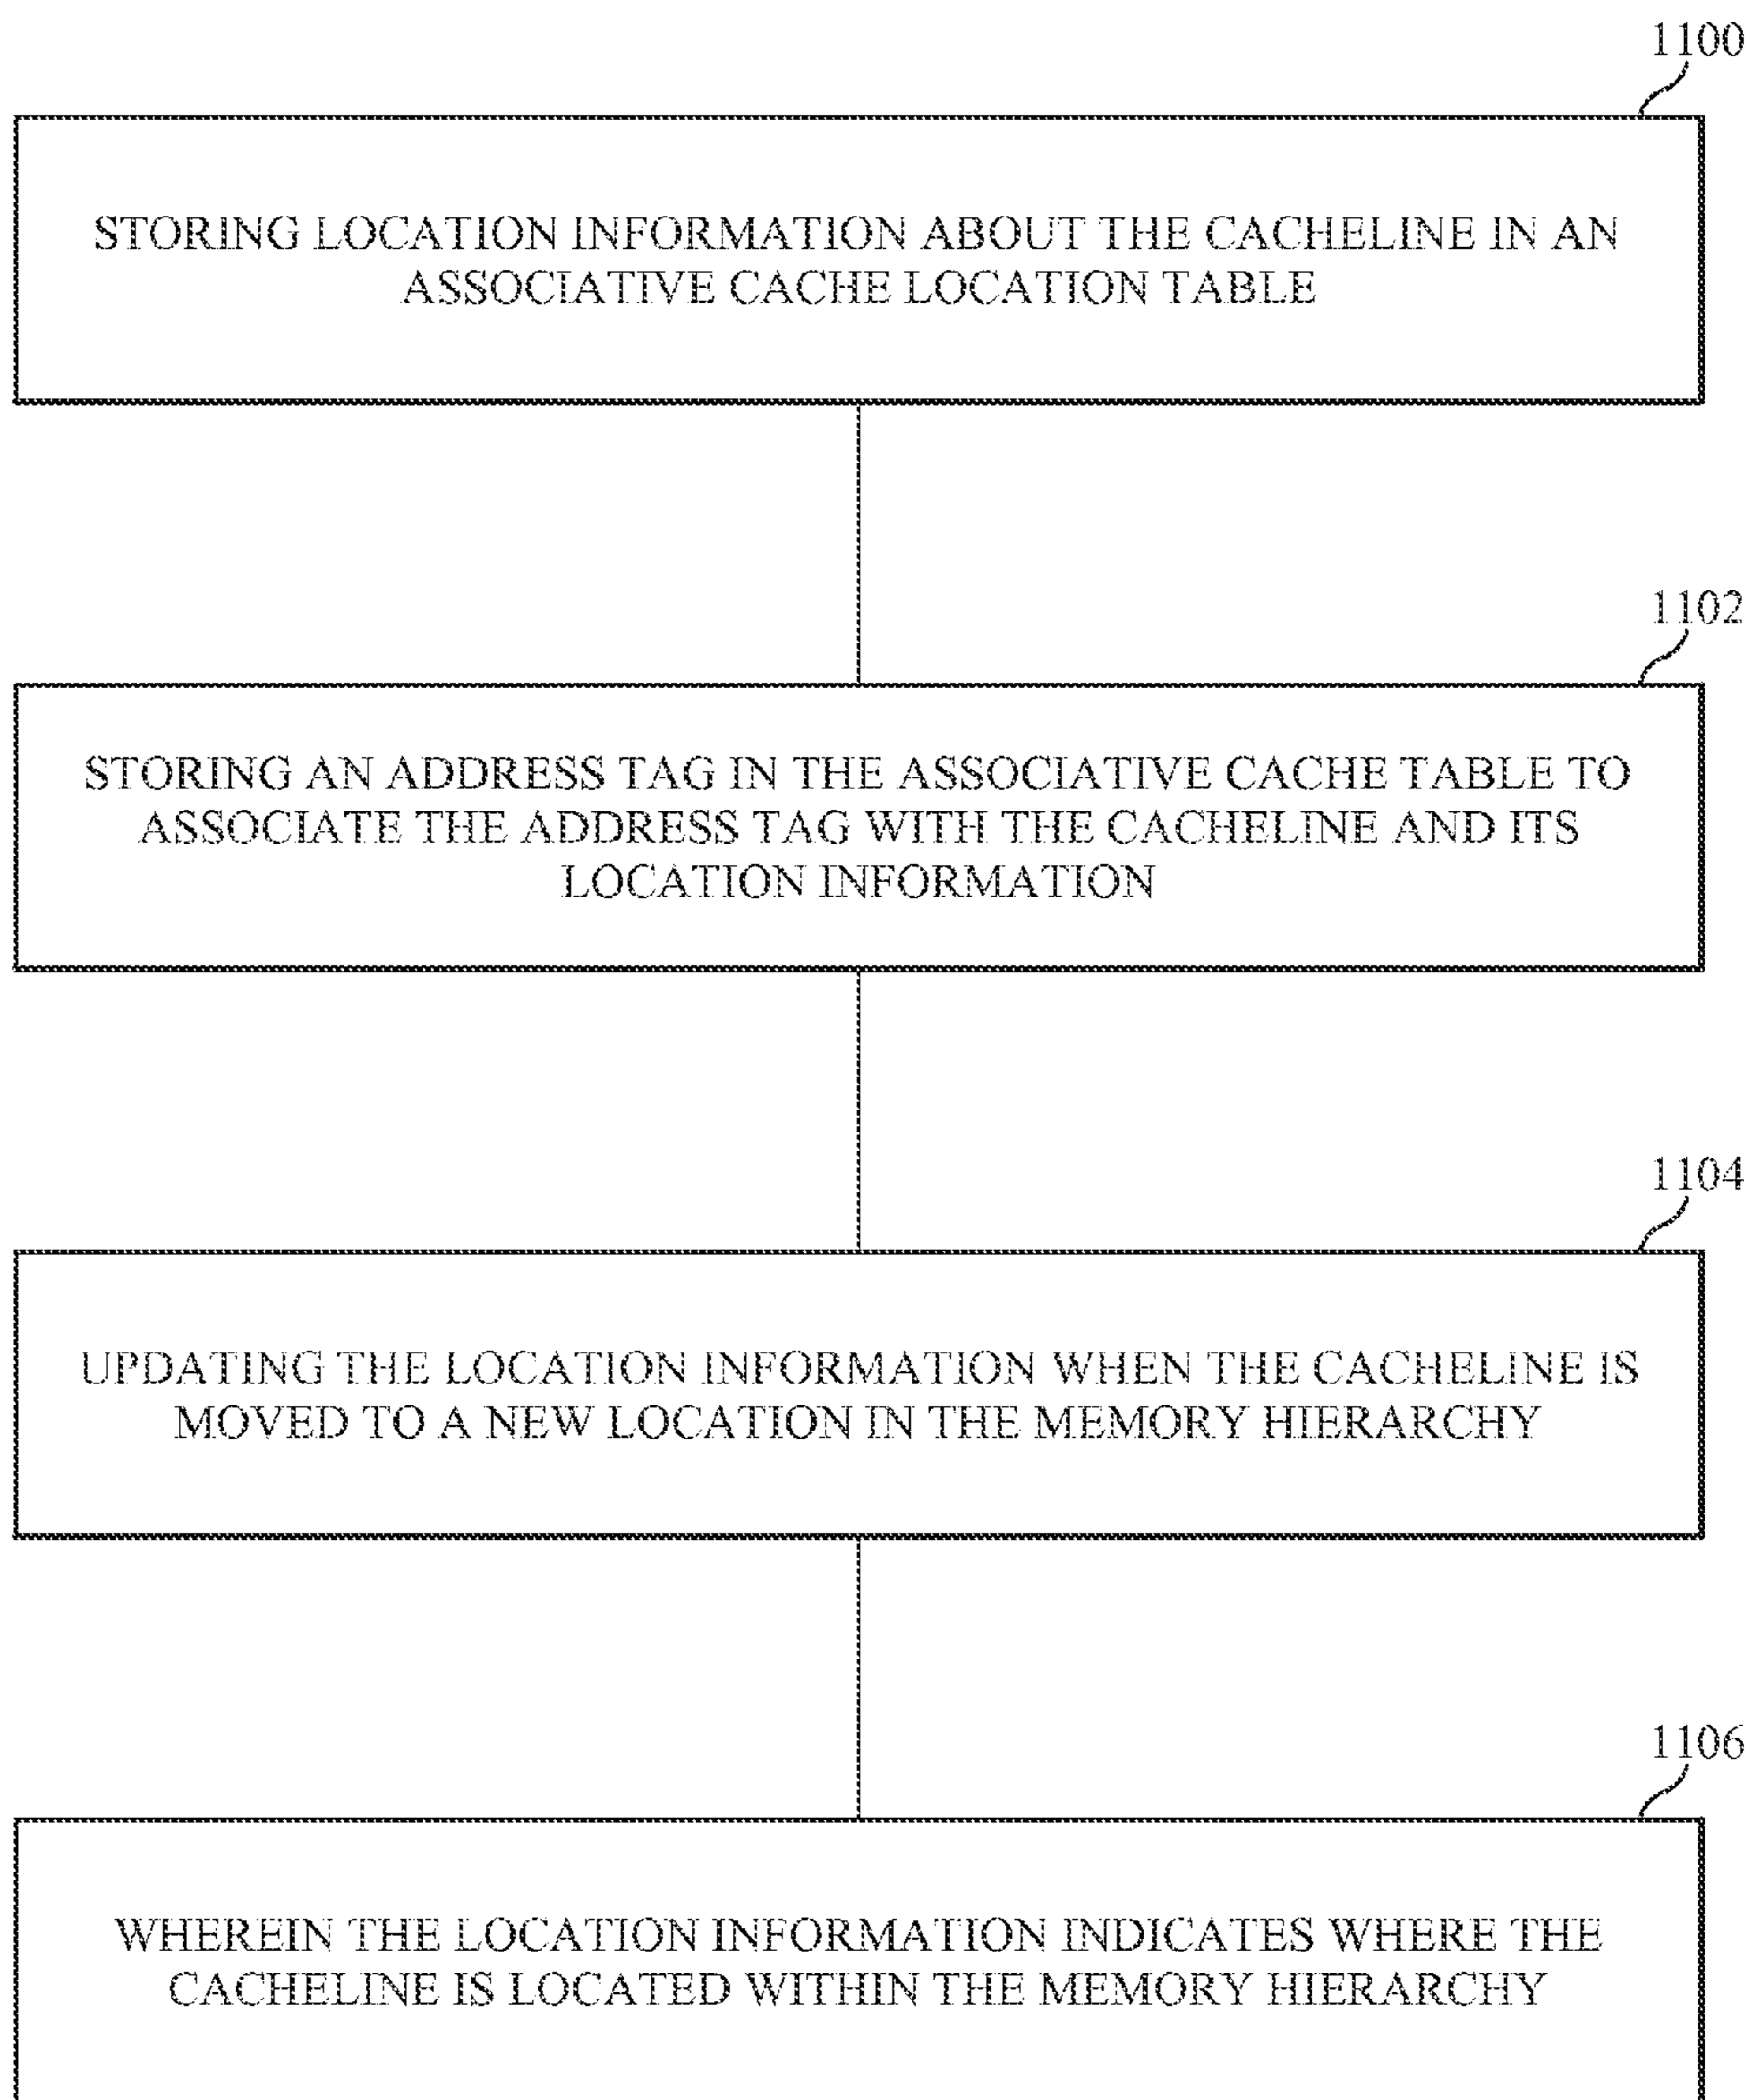 1100
STORING LOCATION INFORMATION ABOUT THE CACHELINE IN AN
ASSOCIATIVE CACHE LOCATION TABLE
1102
STORING AN ADDRESS TAG IN THE ASSOCIATIVE CACHE TABLE TO
ASSOCIATE THE ADDRESS TAG WITH THE CACHELINE AND ITS
LOCATION INFORMATION
1104
UPDATING THE LOCATION INFORMATION WHEN THE CACHELINE IS
MOVED TO A NEW LOCATION IN THE MEMORY HIERARCHY
1106
WHEREIN THE LOCATION INFORMATION INDICATES WHERE THE
CACHELINE IS LOCATED WITHIN THE MEMORY HIERARCHY